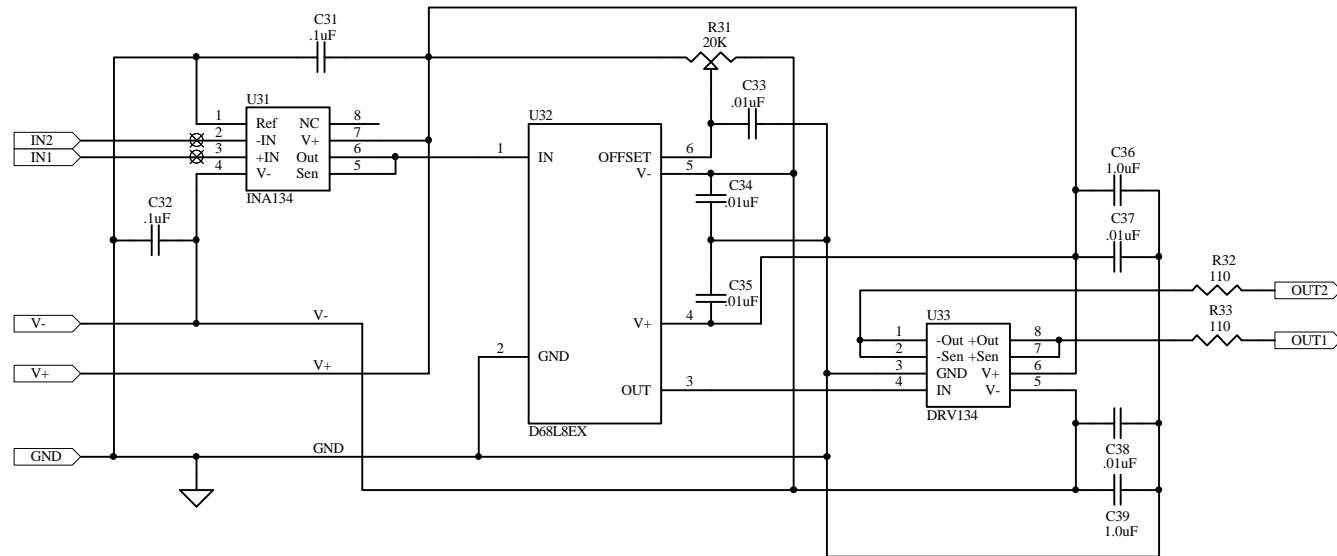 C31
.1uF
R31
20K
C33
.01uF
U31
1
2
3
4
Ref
-IN
+IN
V-
NC
V+
Out
Sen
8
7
6
5
INA134
IN2
IN1
C32
.1uF
U32
1
IN
OFFSET
V-
6
5
C34
.01uF
C35
.01uF
V+
4
2
GND
OUT
3
D68L8EX
C36
1.0uF
C37
.01uF
R32
110
OUT2
R33
110
OUT1
U33
1
2
3
4
-Out
-Sen
GND
IN
+Out
+Sen
V+
V-
8
7
6
5
DRV134
C38
.01uF
C39
1.0uF
V-
V-
V+
V+
GND
GND